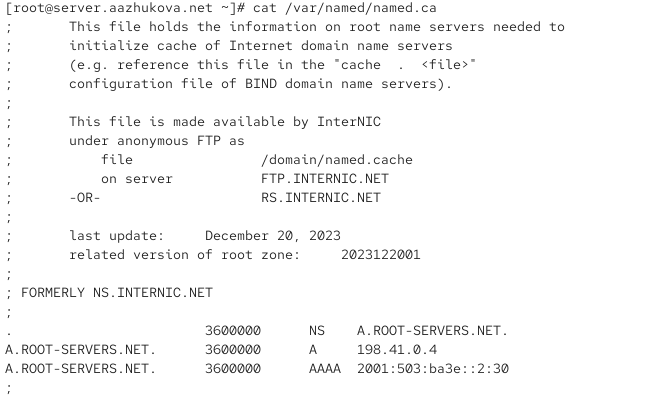 [root@server.aazhukova.net ~]# cat /var/named/named.ca
;       This file holds the information on root name servers needed to
;       initialize cache of Internet domain name servers
;       (e.g. reference this file in the "cache  .  <file>"
;       configuration file of BIND domain name servers).
;
;       This file is made available by InterNIC
;       under anonymous FTP as
;           file                /domain/named.cache
;           on server           FTP.INTERNIC.NET
;       -OR-                    RS.INTERNIC.NET
;
;       last update:     December 20, 2023
;       related version of root zone:     2023122001
;
; FORMERLY NS.INTERNIC.NET
;
.                        3600000      NS    A.ROOT-SERVERS.NET.
A.ROOT-SERVERS.NET.      3600000      A     198.41.0.4
A.ROOT-SERVERS.NET.      3600000      AAAA  2001:503:ba3e::2:30
;